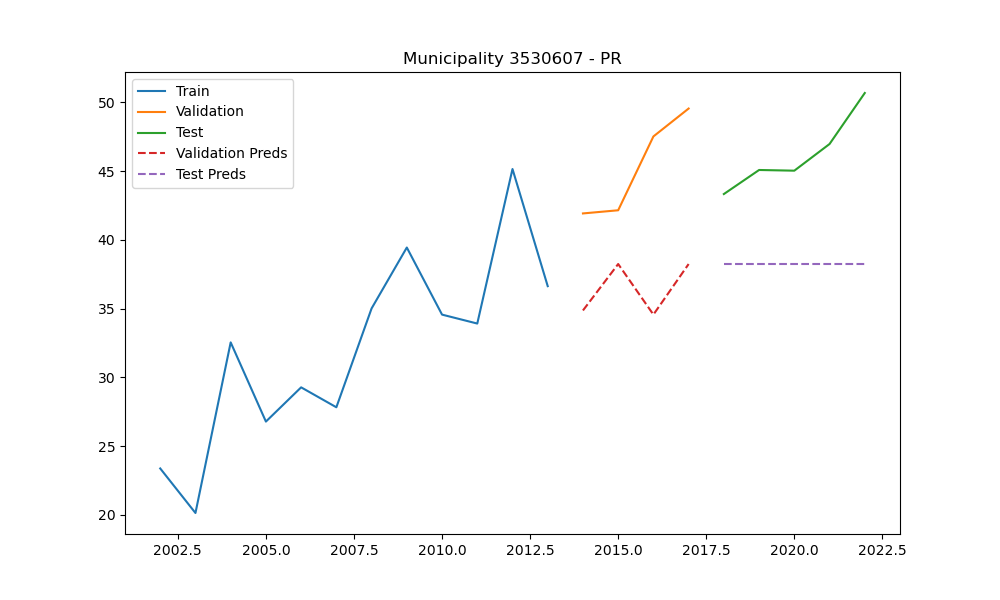 Municipality 3530607 - PR
Train
Validation
Test
Validation Preds
Test Preds
50
45
40
35
30
25
20
2002.5 2005.0 2007.5 2010.0 2012.5 2015.0 2017.5 2020.0 2022.5